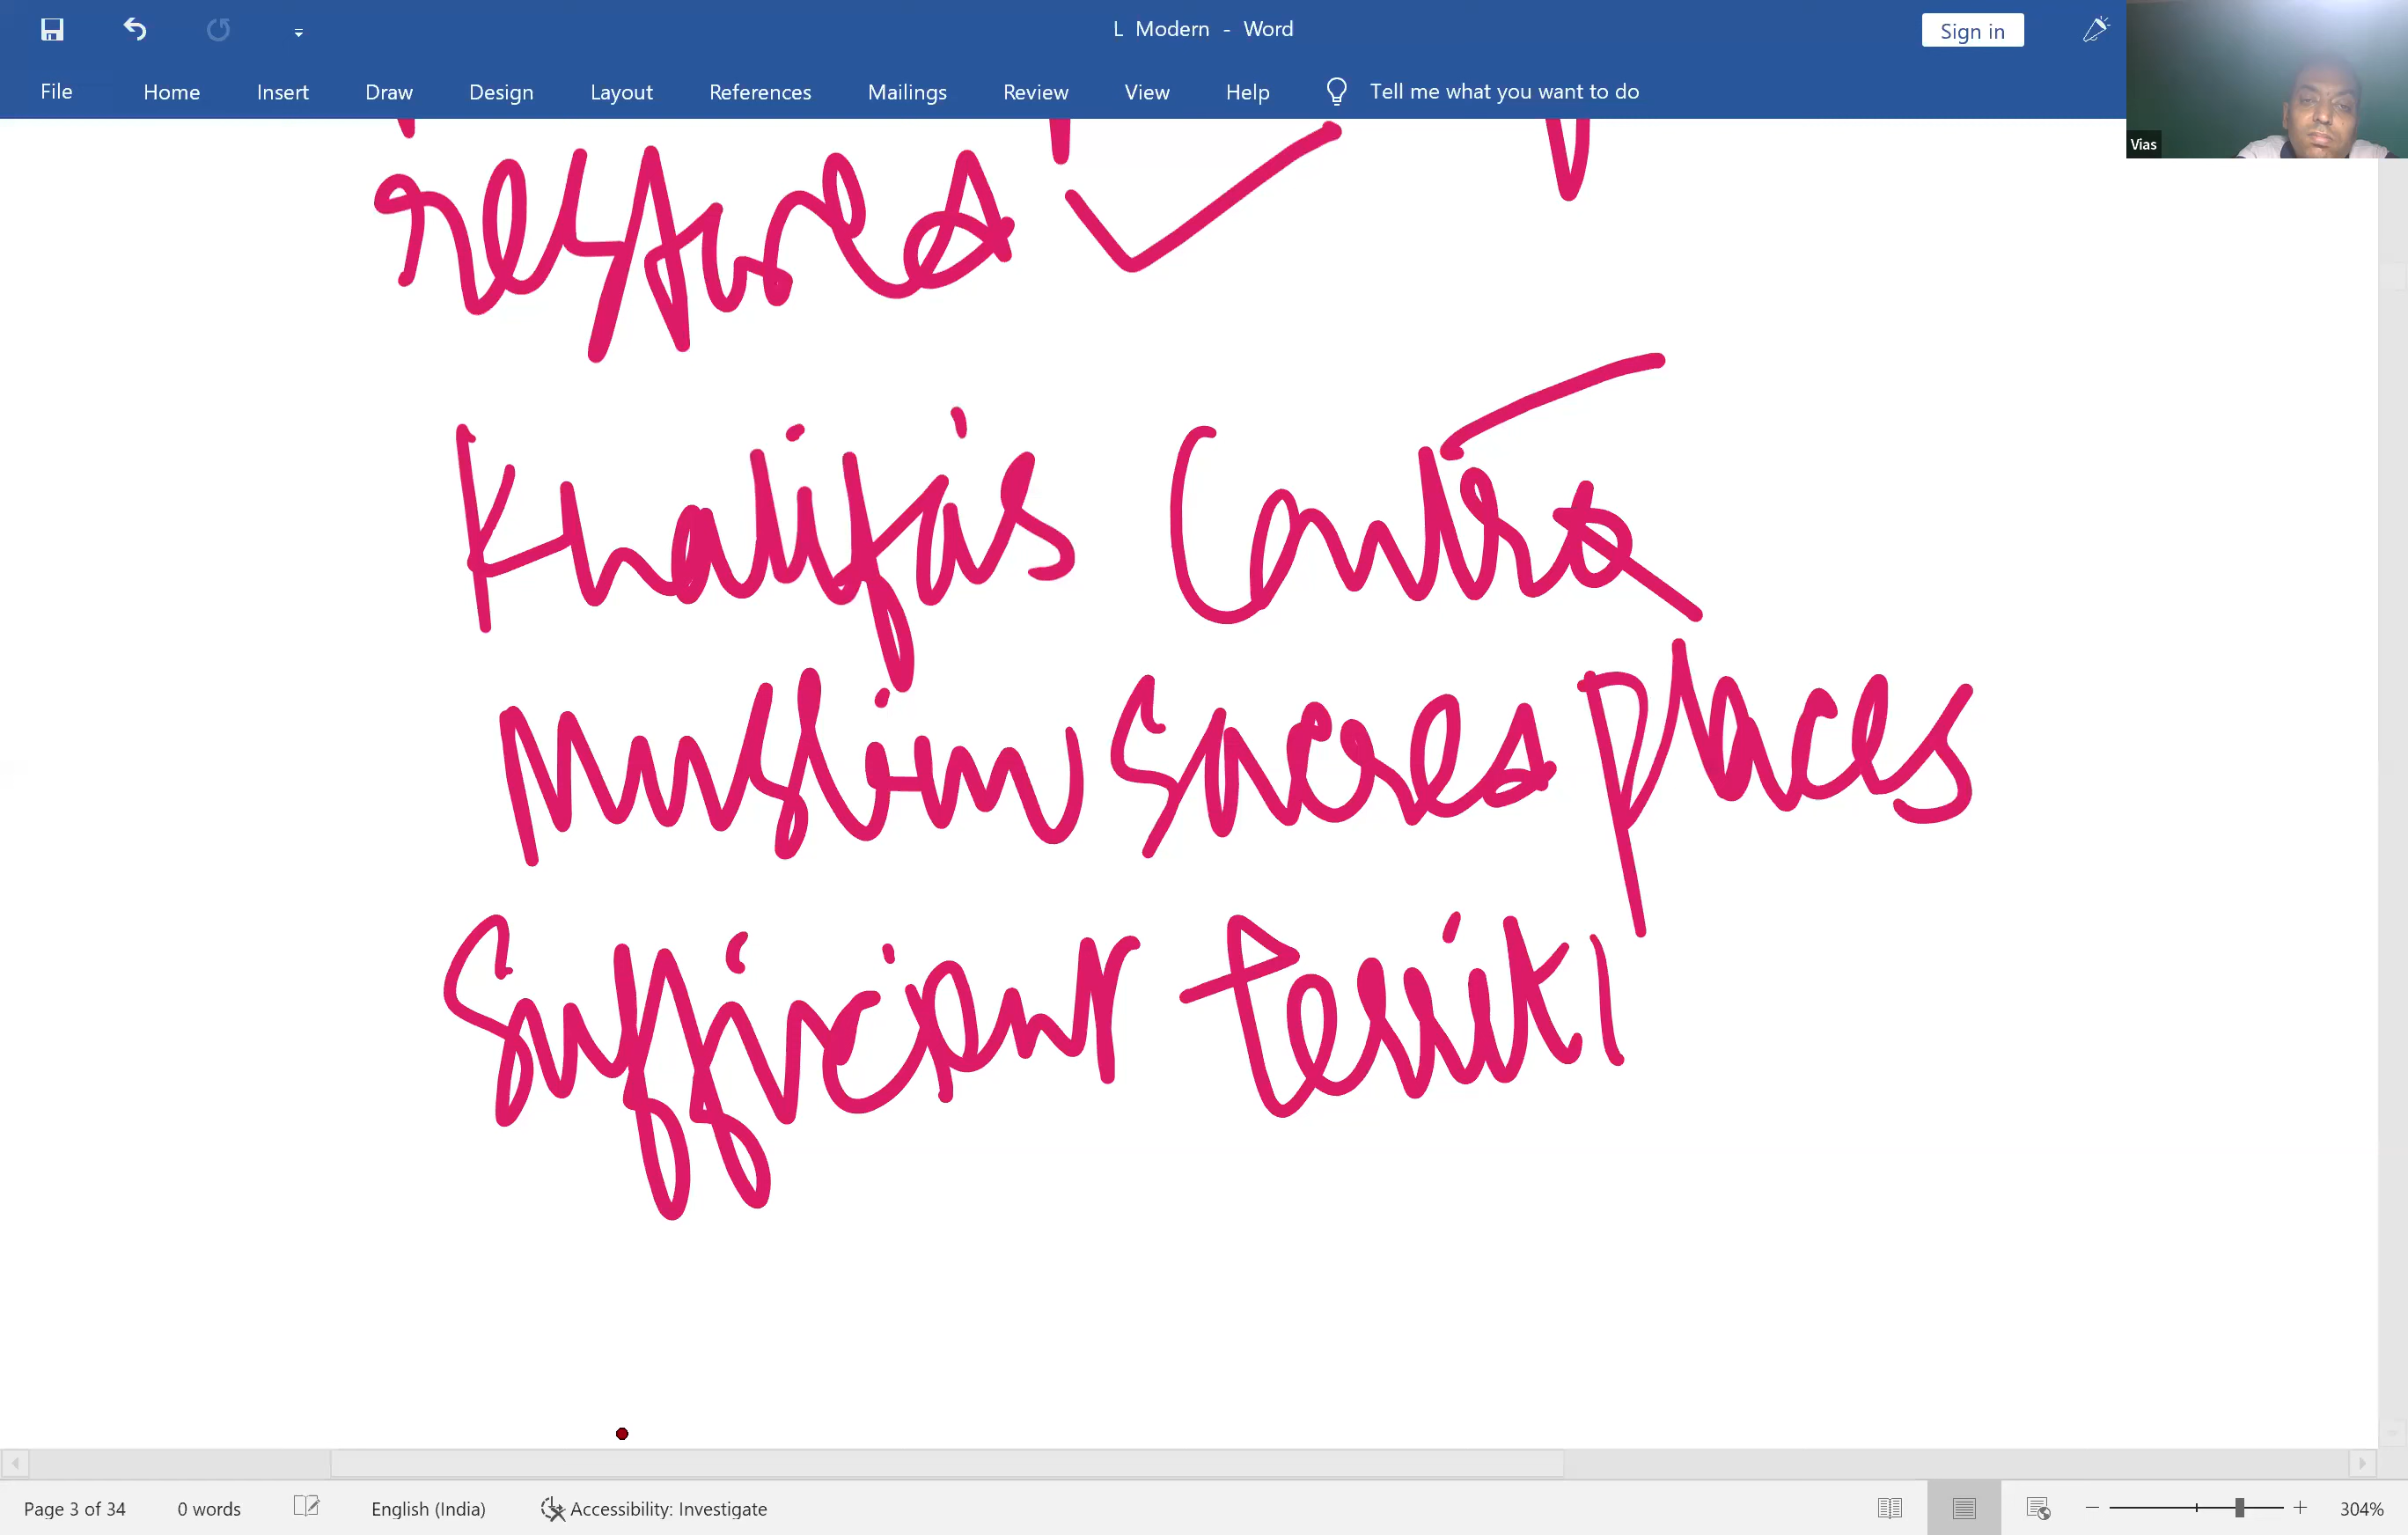 L Modern - Word
Sign in
File Home Insert Draw Design Layout References Mailings Review View Help Tell me what you want to do
Vias
restored
Khalifa's Control
Muslim Sacred places
Sufficient territ
Page 3 of 34 0 words English (India) Accessibility: Investigate 304%